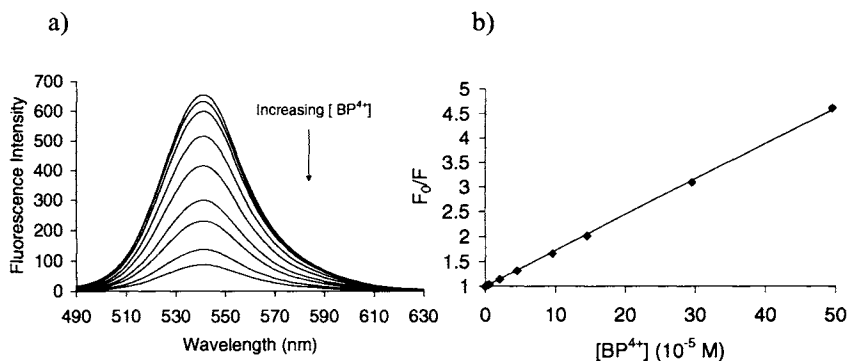 a)
Fluorescence Intensity
700
600
500
400
300
200
100
0
Increasing [ BP⁴⁺]
490 510 530 550 570 590 610 630
Wavelength (nm)
b)
F₀/F
5
4.5
4
3.5
3
2.5
2
1.5
1
0 10 20 30 40 50
[BP⁴⁺] (10⁻⁵ M)